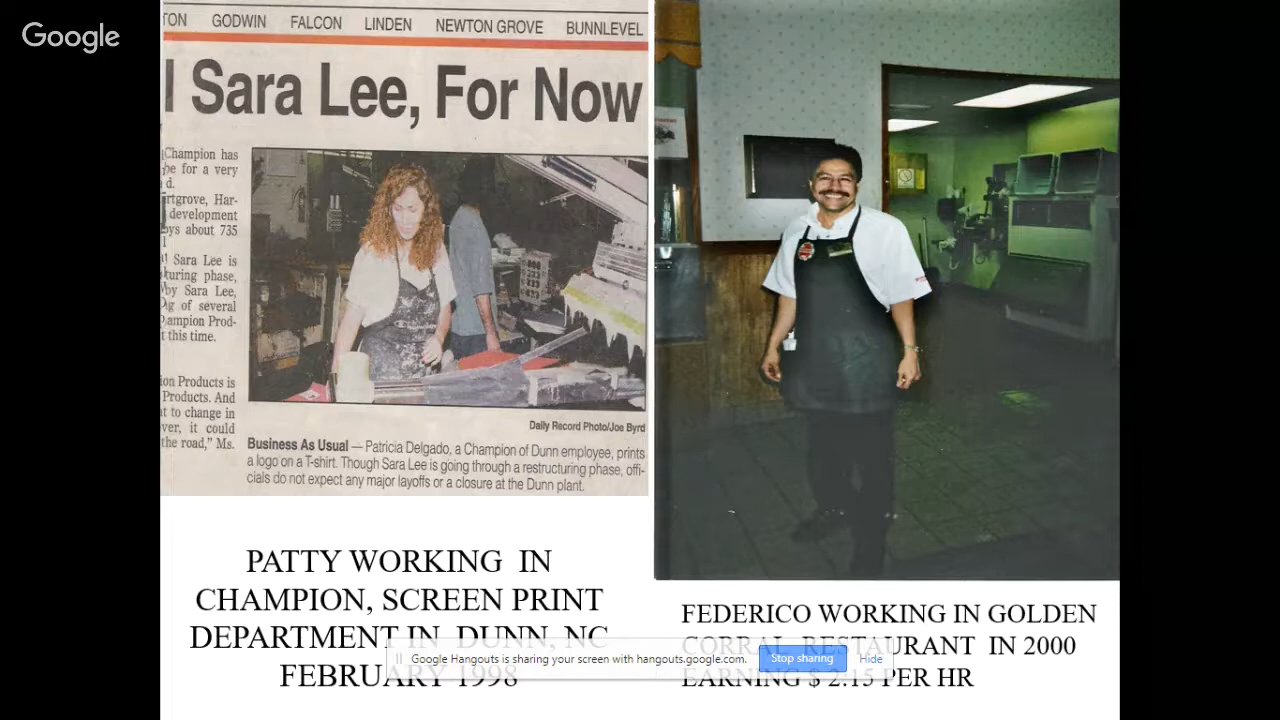 Google
TON GODWIN FALCON LINDEN NEWTON GROVE BUNNLEVEL
l Sara Lee, For Now
Champion has
be for a very
d.
rtgrove, Har-
development
oys about 735
Sara Lee is
turing phase,
by Sara Lee,
g of several
ampion Prod-
t this time.
ion Products is
Products. And
at to change in
ver, it could
the road," Ms.
Daily Record Photo/Joe Byrd
Business As Usual — Patricia Delgado, a Champion of Dunn employee, prints
a logo on a T-shirt. Though Sara Lee is going through a restructuring phase, offi-
cials do not expect any major layoffs or a closure at the Dunn plant.
PATTY WORKING IN
CHAMPION, SCREEN PRINT
DEPARTMENT IN DUNN, NC
FEBRUARY 1998
FEDERICO WORKING IN GOLDEN
CORRAL RESTAURANT IN 2000
EARNING $ 2.15 PER HR
Google Hangouts is sharing your screen with hangouts.google.com.
Stop sharing
Hide